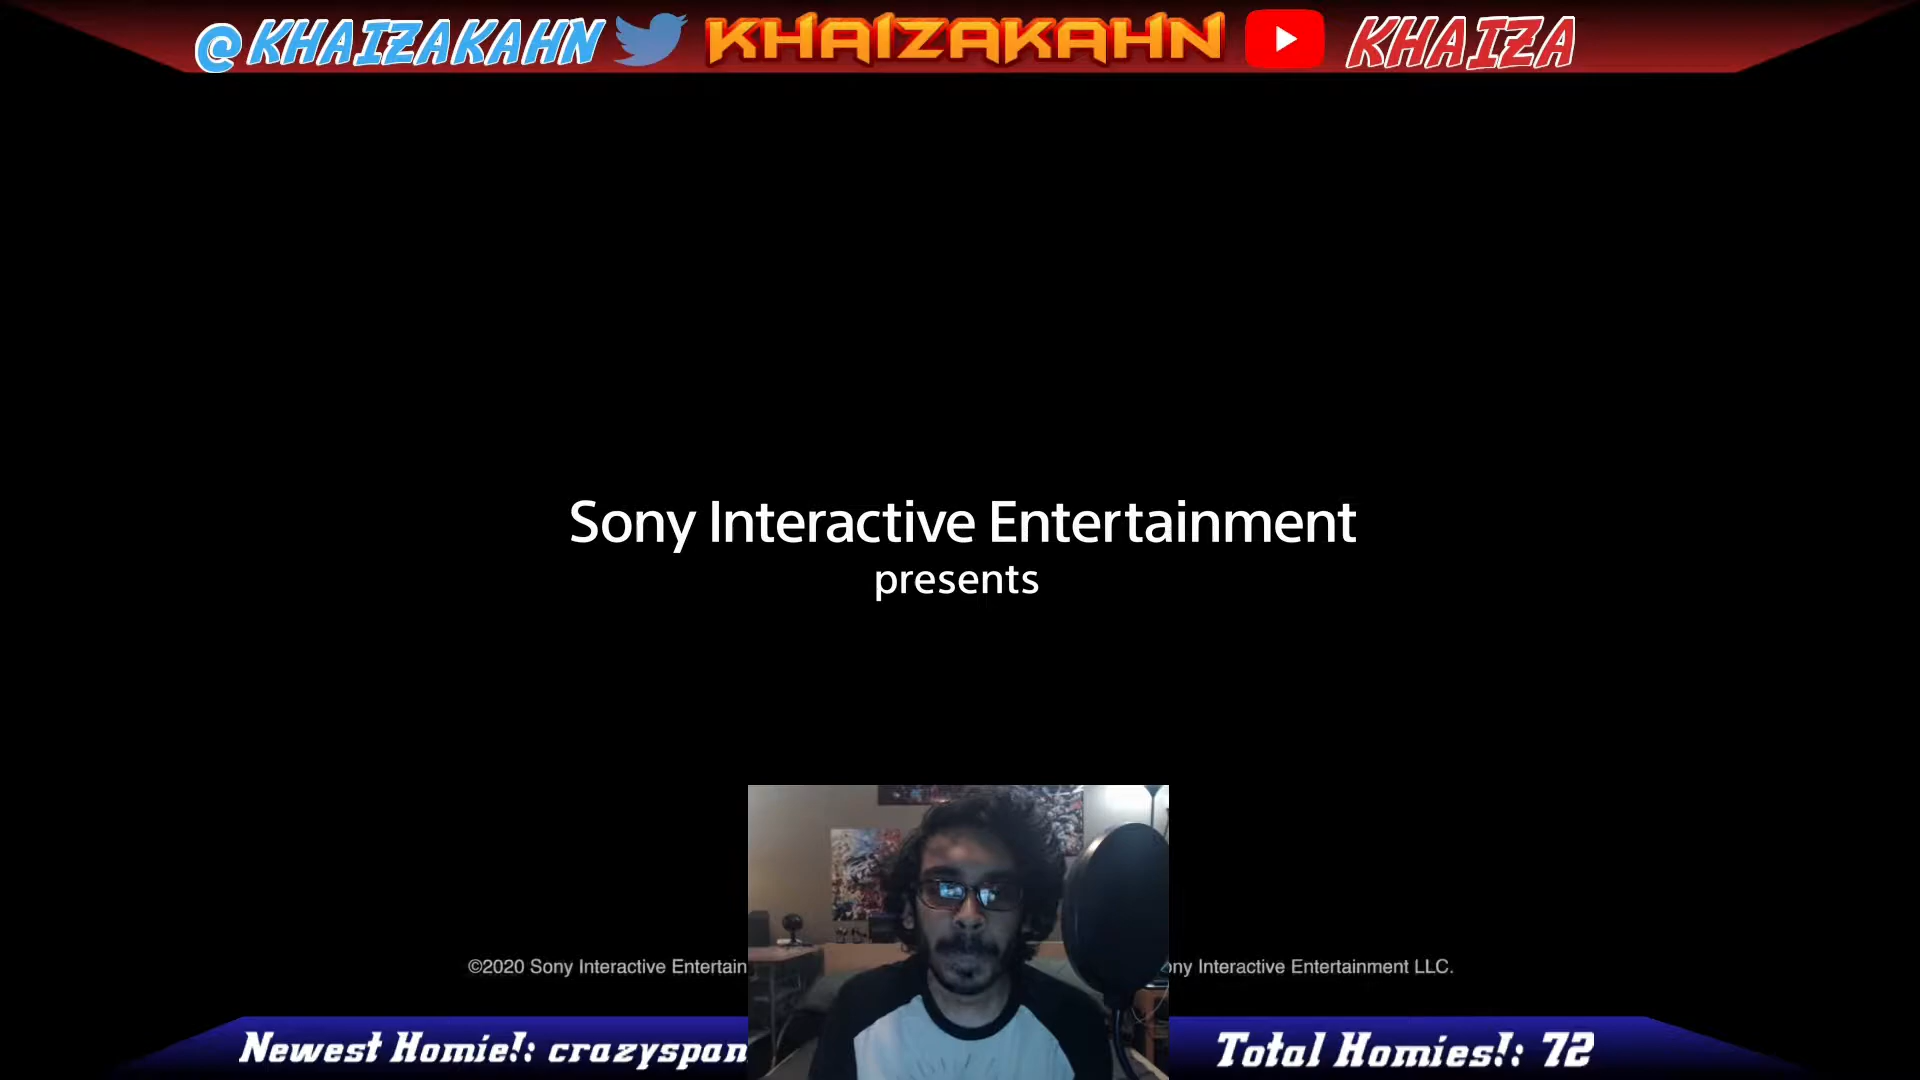 @KHAIZAKAHN KHAIZAKAHN KHAIZA
Sony Interactive Entertainment
presents
©2020 Sony Interactive Entertain ny Interactive Entertainment LLC.
Newest Homie!: crazyspan Total Homies!: 72